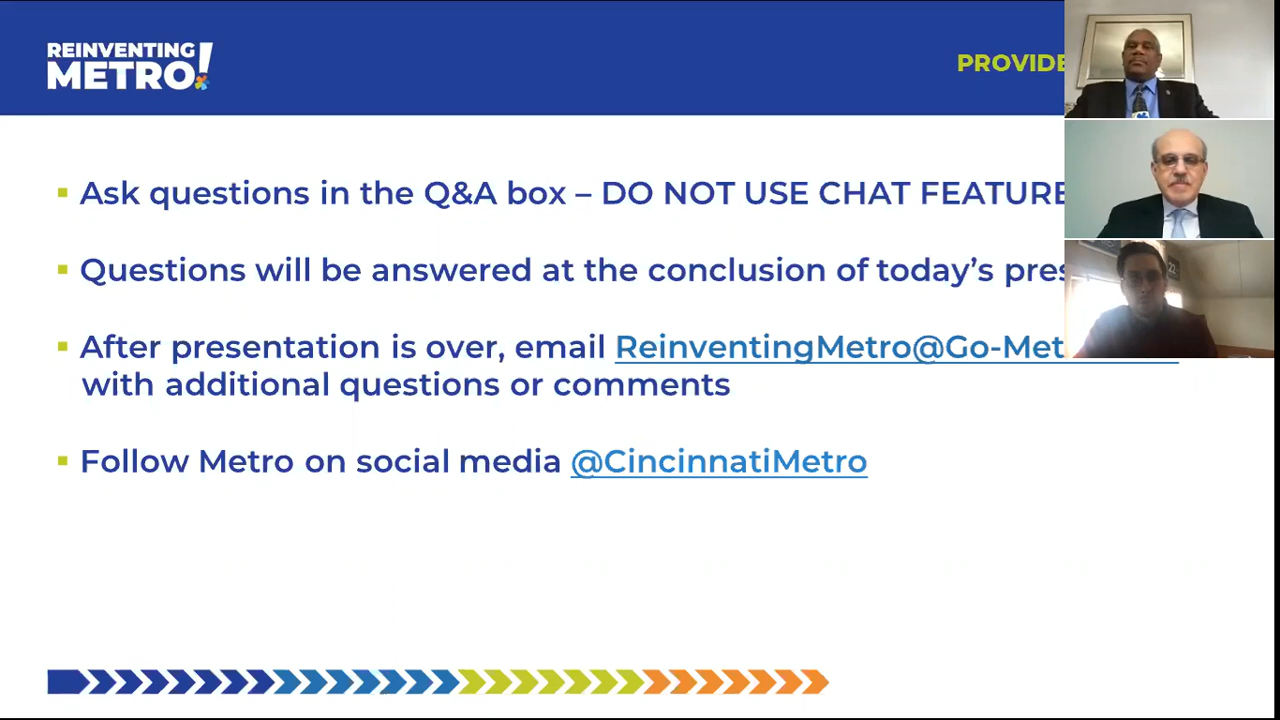 REINVENTING
METRO!
PROVIDE
Ask questions in the Q&A box – DO NOT USE CHAT FEATURE
Questions will be answered at the conclusion of today's pres
After presentation is over, email ReinventingMetro@Go-Met
with additional questions or comments
Follow Metro on social media @CincinnatiMetro